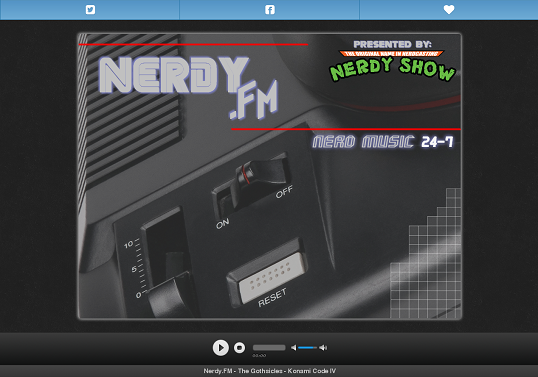 PRESENTED BY:
THE ORIGINAL NAME IN NERDCASTING
NERDY SHOW
NERDY
.FM
NERD MUSIC 24-7
ON
OFF
10
5
0
RESET
00:00
Nerdy.FM - The Gothsicles - Konami Code IV